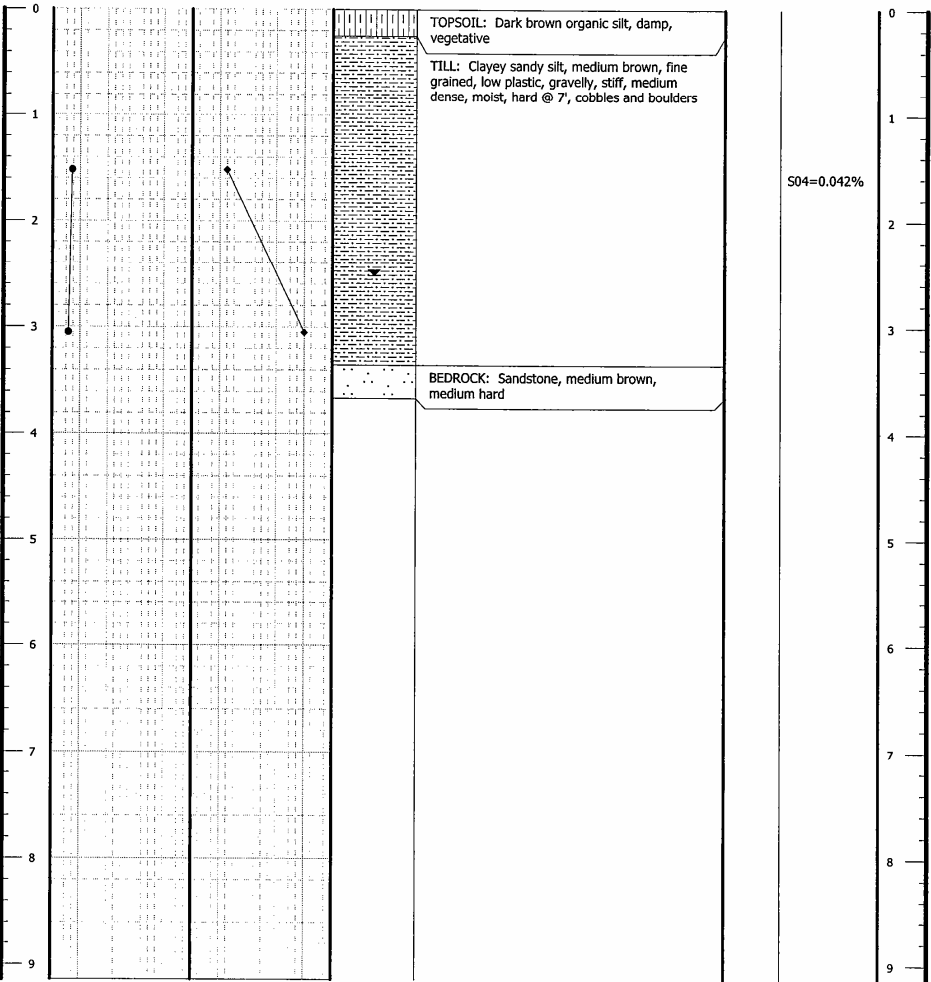 0
1
2
3
4
5
6
7
8
9
TOPSOIL: Dark brown organic silt, damp,
vegetative
TILL: Clayey sandy silt, medium brown, fine
grained, low plastic, gravelly, stiff, medium
dense, moist, hard @ 7', cobbles and boulders
BEDROCK: Sandstone, medium brown,
medium hard
S04=0.042%
0
1
2
3
4
5
6
7
8
9